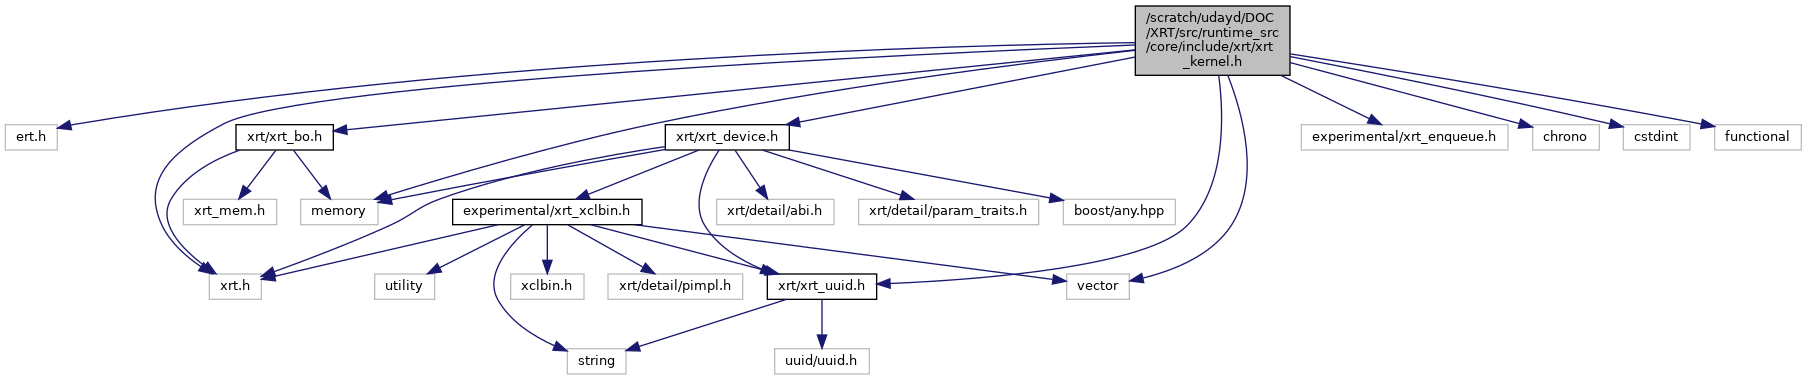 /scratch/udayd/DOC
/XRT/src/runtime_src
/core/include/xrt/xrt
_kernel.h
ert.h
xrt/xrt_bo.h
xrt/xrt_device.h
experimental/xrt_enqueue.h
chrono
cstdint
functional
xrt_mem.h
memory
experimental/xrt_xclbin.h
xrt/detail/abi.h
xrt/detail/param_traits.h
boost/any.hpp
xrt.h
utility
xclbin.h
xrt/detail/pimpl.h
xrt/xrt_uuid.h
vector
string
uuid/uuid.h